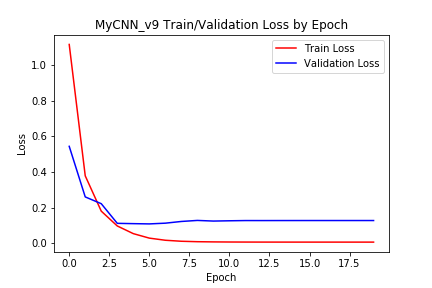 MyCNN_v9 Train/Validation Loss by Epoch
Train Loss
Validation Loss
Loss
1.0
0.8
0.6
0.4
0.2
0.0
0.0 2.5 5.0 7.5 10.0 12.5 15.0 17.5
Epoch